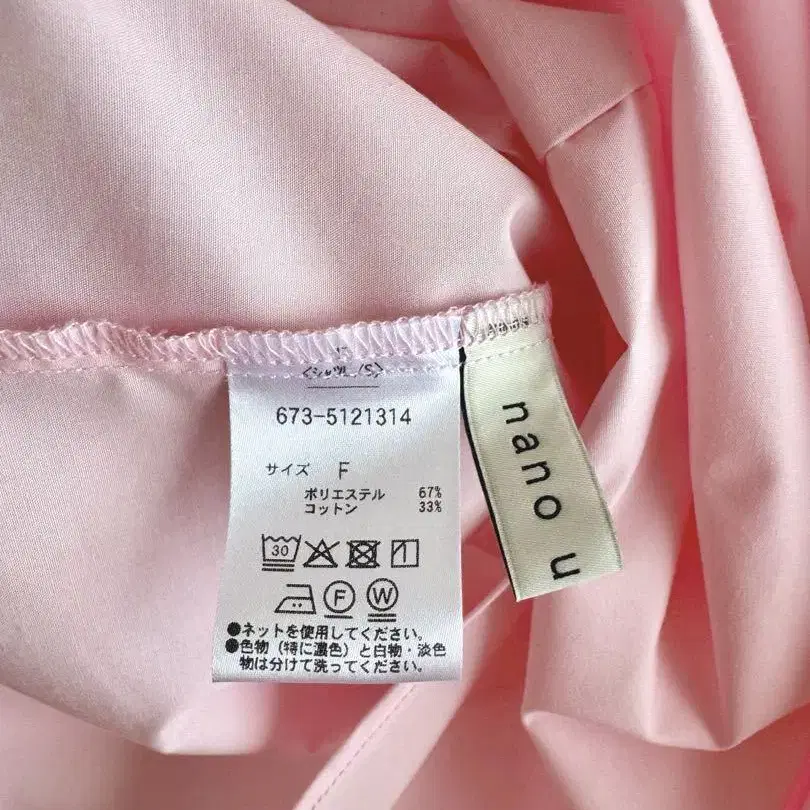 673-5121314
サイズ F
ポリエステル 67%
コットン 33%
30
F W
●ネットを使用してください。
●色物（特に濃色）と白物・淡色
物は分けて洗ってください。
nano u